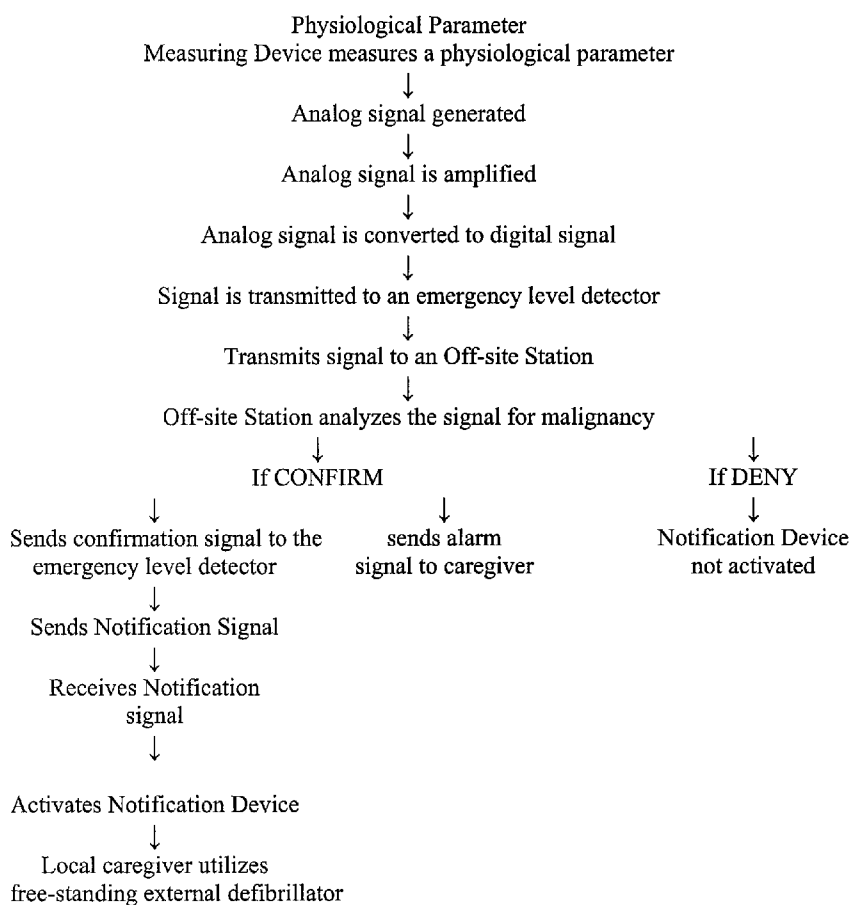 Physiological Parameter
Measuring Device measures a physiological parameter
↓
Analog signal generated
↓
Analog signal is amplified
↓
Analog signal is converted to digital signal
↓
Signal is transmitted to an emergency level detector
↓
Transmits signal to an Off-site Station
↓
Off-site Station analyzes the signal for malignancy
↓ ↓
If CONFIRM If DENY
↓ ↓ ↓
Sends confirmation signal to the
emergency level detector
sends alarm
signal to caregiver
Notification Device
not activated
↓
Sends Notification Signal
↓
Receives Notification
signal
↓
Activates Notification Device
↓
Local caregiver utilizes
free-standing external defibrillator